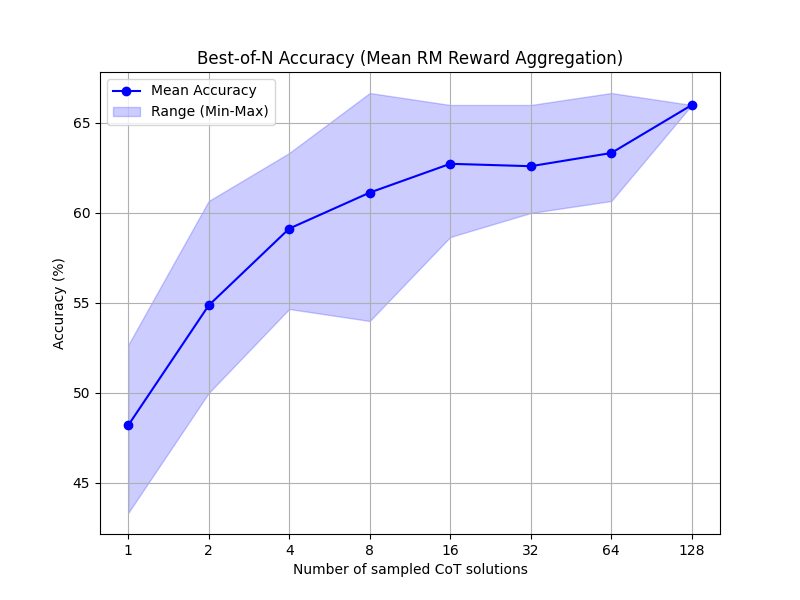 Best-of-N Accuracy (Mean RM Reward Aggregation)
Mean Accuracy
Range (Min-Max)
Accuracy (%)
65
60
55
50
45
1 2 4 8 16 32 64 128
Number of sampled CoT solutions